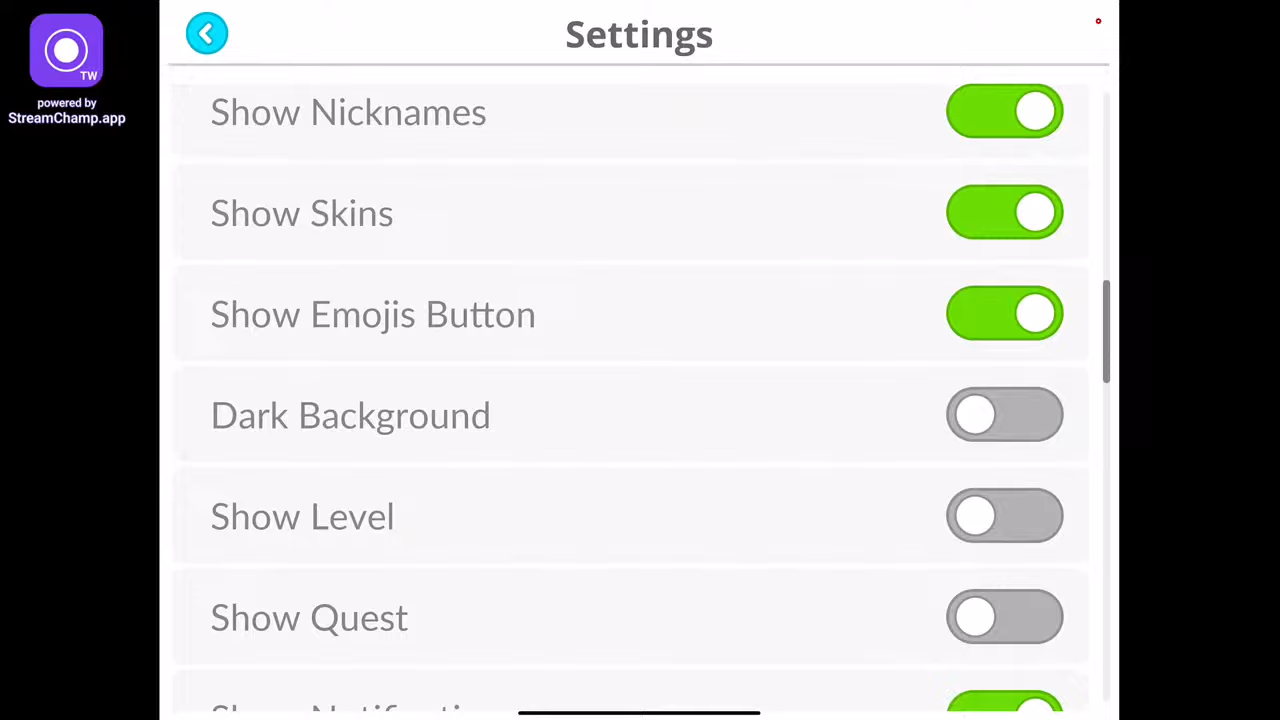 TW
powered by
StreamChamp.app
Settings
Show Nicknames
Show Skins
Show Emojis Button
Dark Background
Show Level
Show Quest